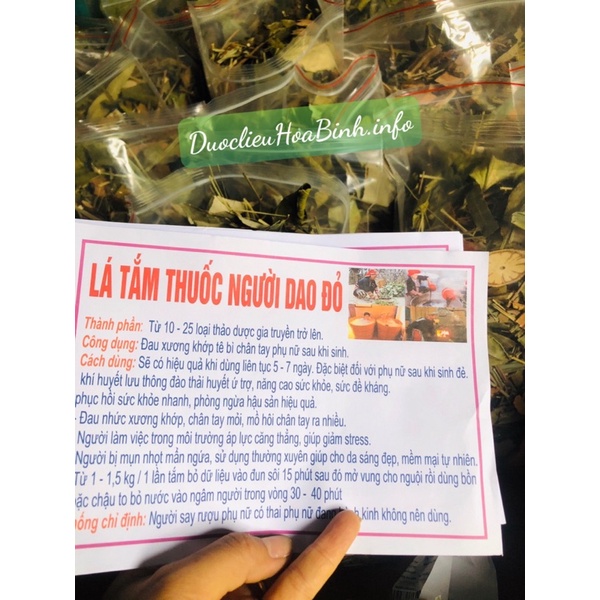 DuoclieuHoaBinh.info
LÁ TẮM THUỐC NGƯỜI DAO ĐỎ
Thành phần: Từ 10 - 25 loại thảo dược gia truyền trở lên.
Công dụng: Đau xương khớp tê bì chân tay phụ nữ sau khi sinh.
Cách dùng: Sẽ có hiệu quả khi dùng liên tục 5 - 7 ngày. Đặc biệt đối với phụ nữ sau khi sinh đẻ.
khí huyết lưu thông đào thải huyết ứ trợ, nâng cao sức khỏe, sức đề kháng.
phục hồi sức khỏe nhanh, phòng ngừa hậu sản hiệu quả.
- Đau nhức xương khớp, chân tay mỏi, mồ hôi chân tay ra nhiều.
Người làm việc trong môi trường áp lực căng thẳng, giúp giảm stress.
Người bị mụn nhọt mẩn ngứa, sử dụng thường xuyên giúp cho da sáng đẹp, mềm mại tự nhiên.
Từ 1 - 1,5 kg / 1 lần tắm bỏ dữ liệu vào đun sôi 15 phút sau đó mở vung cho nguội rồi dùng bồn
chậu to bỏ nước vào ngâm người trong vòng 30 - 40 phút
chỉ định: Người say rượu phụ nữ có thai phụ nữ kinh không nên dùng.